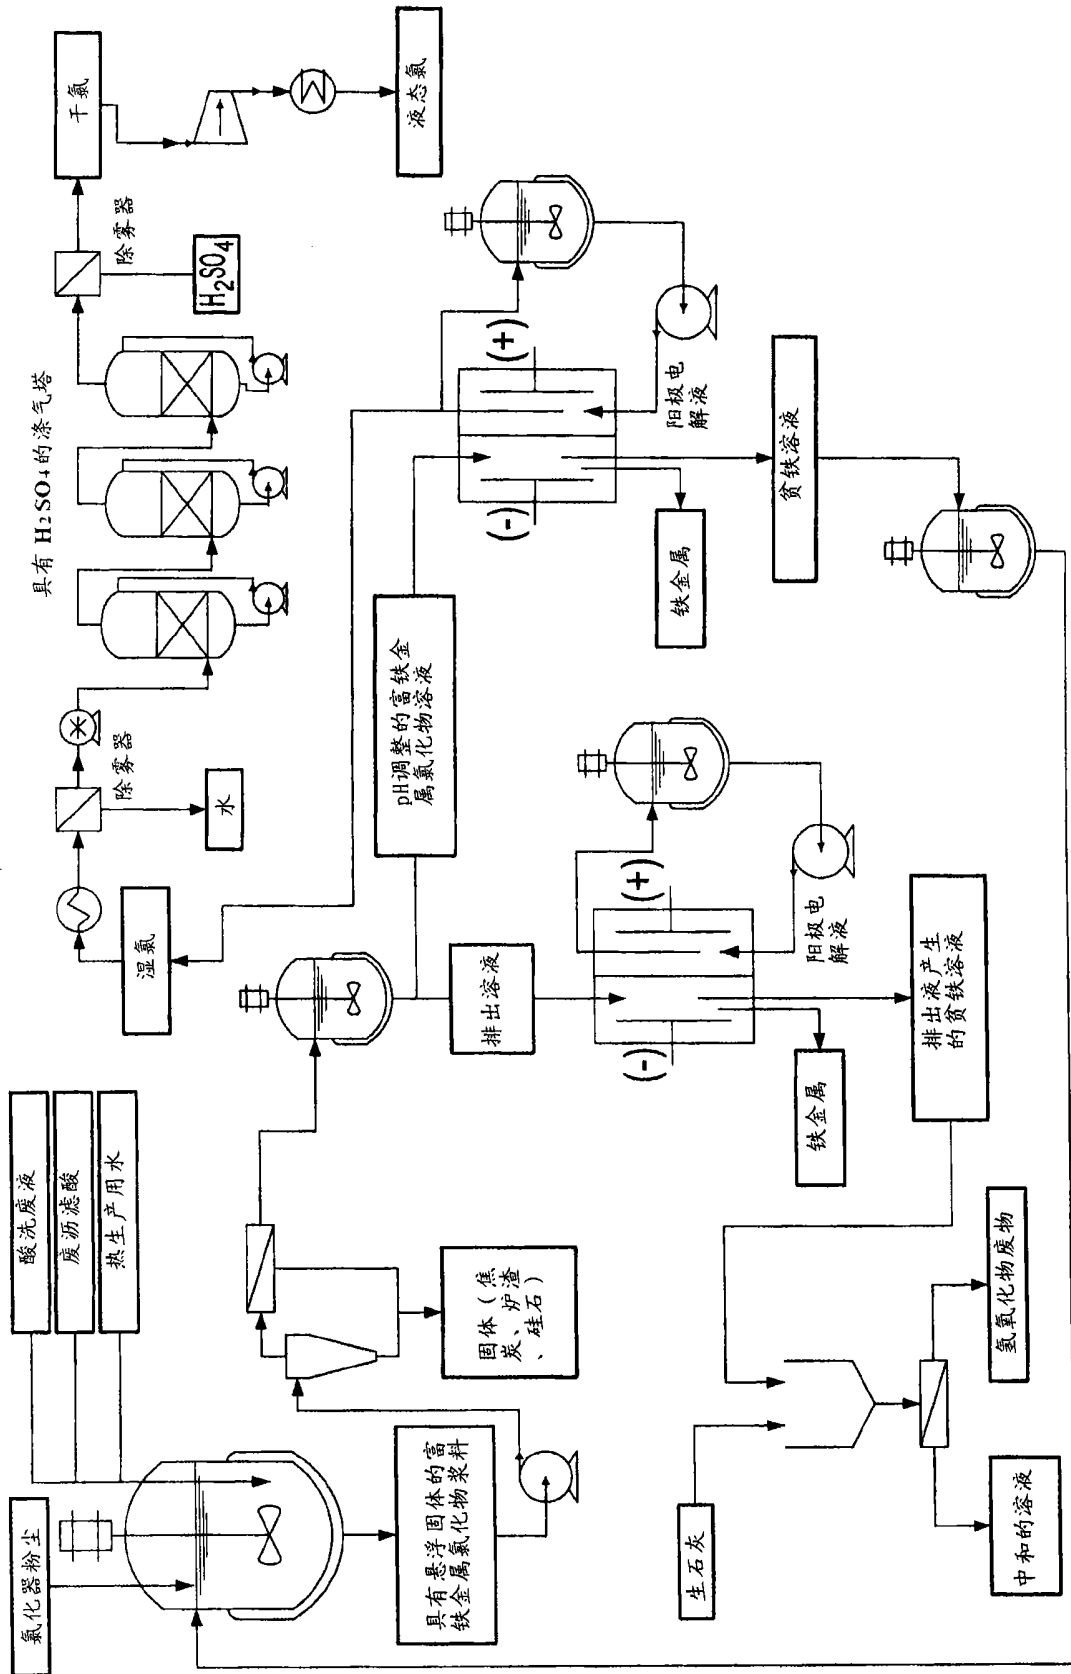 氯化器粉尘
酸洗废液
废沥滤酸
热生产用水
具有悬浮固体的富
铁金属氯化物浆料
固体（焦
炭、炉渣
、硅石）
湿氯
除雾器
水
具有 H2SO4的涤气塔
除雾器
H2SO4
干氯
液态氯
pH调整的富铁金
属氯化物溶液
排出溶液
(-)
(+)
阳极电
解液
铁金属
贫铁溶液
(-)
(+)
阳极电
解液
铁金属
排出液产生
的贫铁溶液
生石灰
氢氧化物废物
中和的溶液